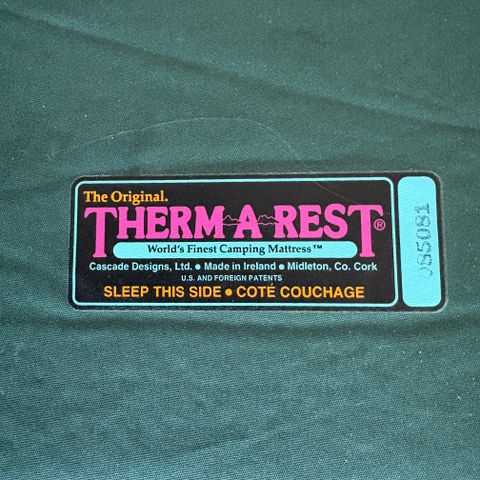 The Original.
THERM-A-REST®
World's Finest Camping Mattress™
Cascade Designs, Ltd. • Made in Ireland • Midleton, Co. Cork
U.S. AND FOREIGN PATENTS
SLEEP THIS SIDE • COTÉ COUCHAGE
085081